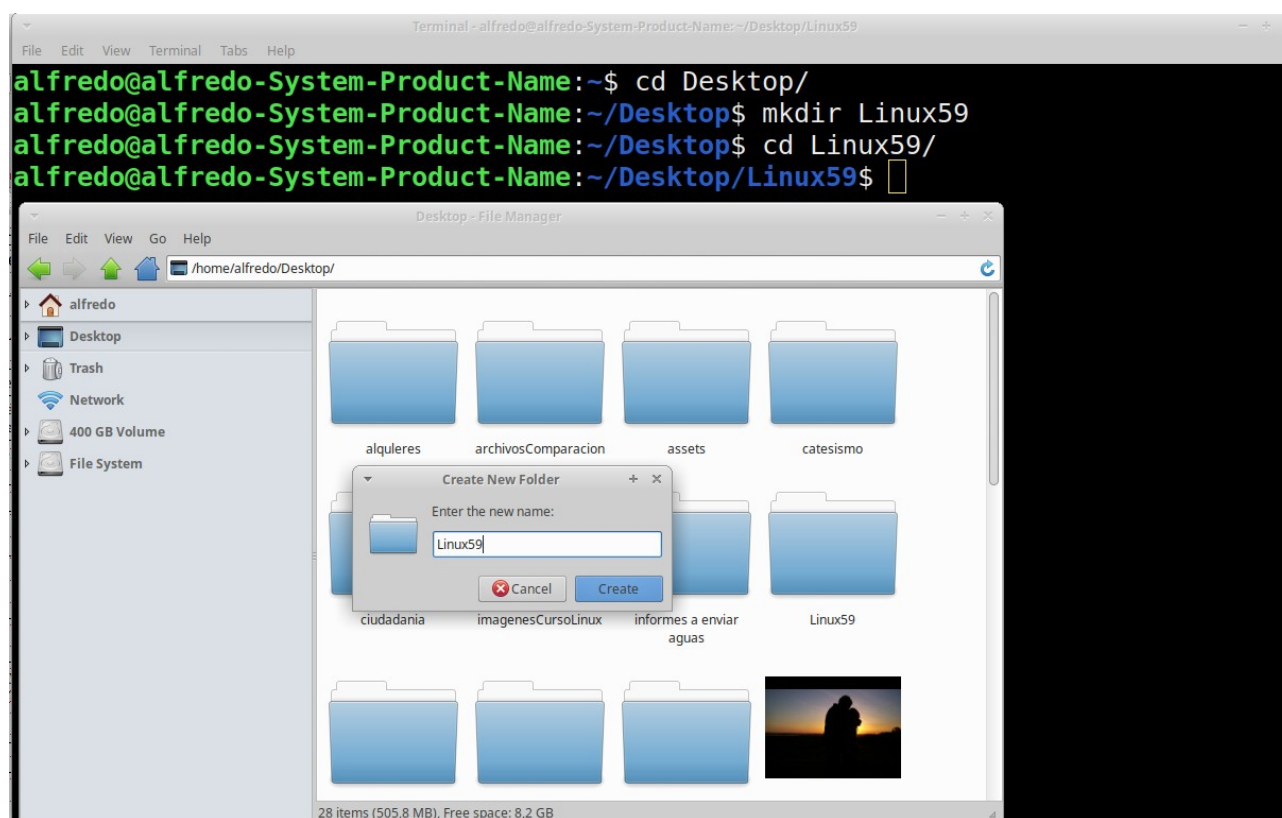 Terminal - alfredo@alfredo-System-Product-Name: ~/Desktop/Linux59
File Edit View Terminal Tabs Help
alfredo@alfredo-System-Product-Name:~$ cd Desktop/
alfredo@alfredo-System-Product-Name:~/Desktop$ mkdir Linux59
alfredo@alfredo-System-Product-Name:~/Desktop$ cd Linux59/
alfredo@alfredo-System-Product-Name:~/Desktop/Linux59$
Desktop - File Manager
File Edit View Go Help
/home/alfredo/Desktop/
alfredo
Desktop
Trash
Network
400 GB Volume
File System
alquleres archivosComparacion assets catesismo
Create New Folder
Enter the new name:
Linux59
Cancel Create
ciudadania imagenesCursoLinux informes a enviar Linux59
aguas
28 items (505,8 MB), Free space: 8,2 GB